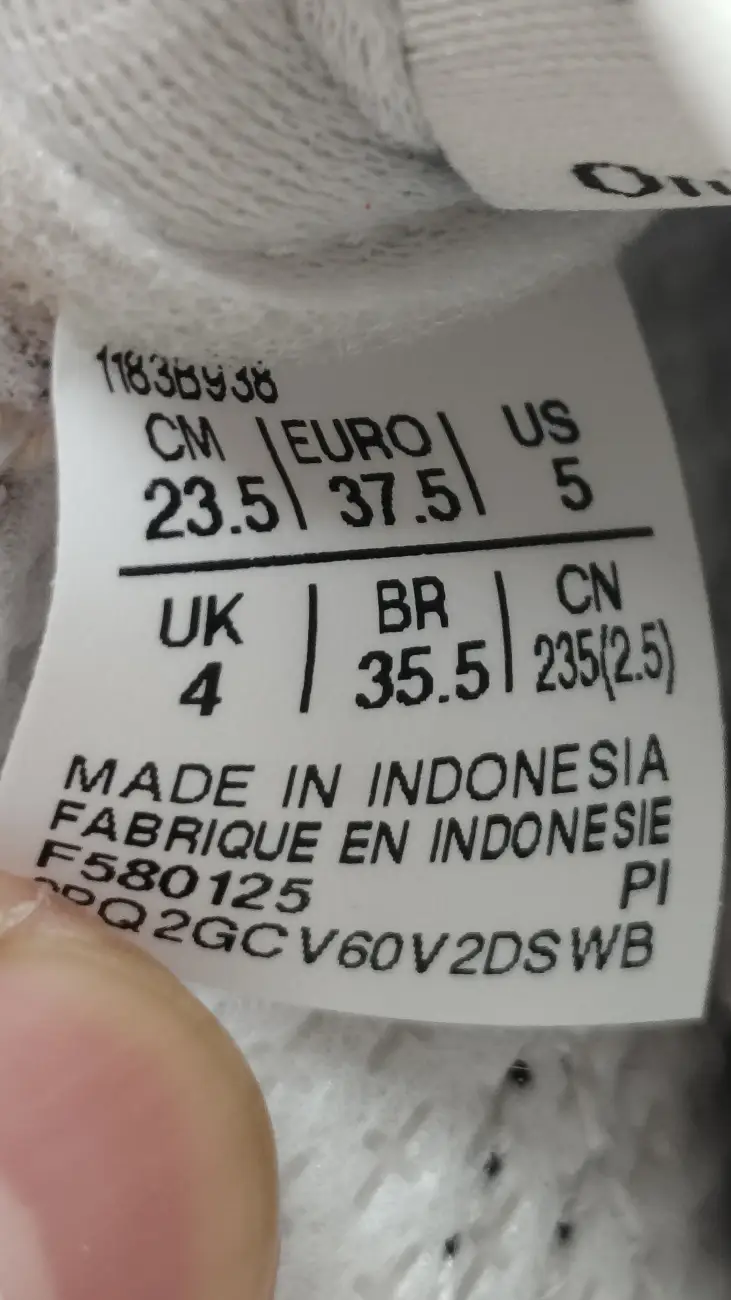 1183B938
CM | EURO | US
23.5 | 37.5 | 5
UK | BR | CN
4 | 35.5 | 235(2.5)
MADE IN INDONESIA
FABRIQUE EN INDONESIE
F580125 PI